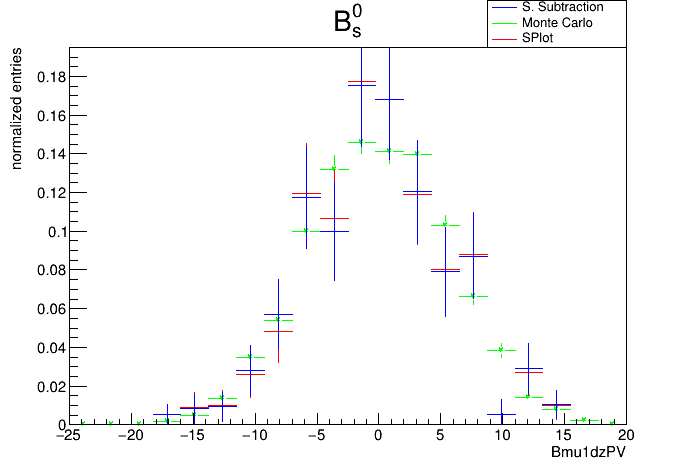 B_s^0
S. Subtraction
Monte Carlo
SPlot
normalized entries
0.18
0.16
0.14
0.12
0.1
0.08
0.06
0.04
0.02
0
−25 −20 −15 −10 −5 0 5 10 15 20
Bmu1dzPV